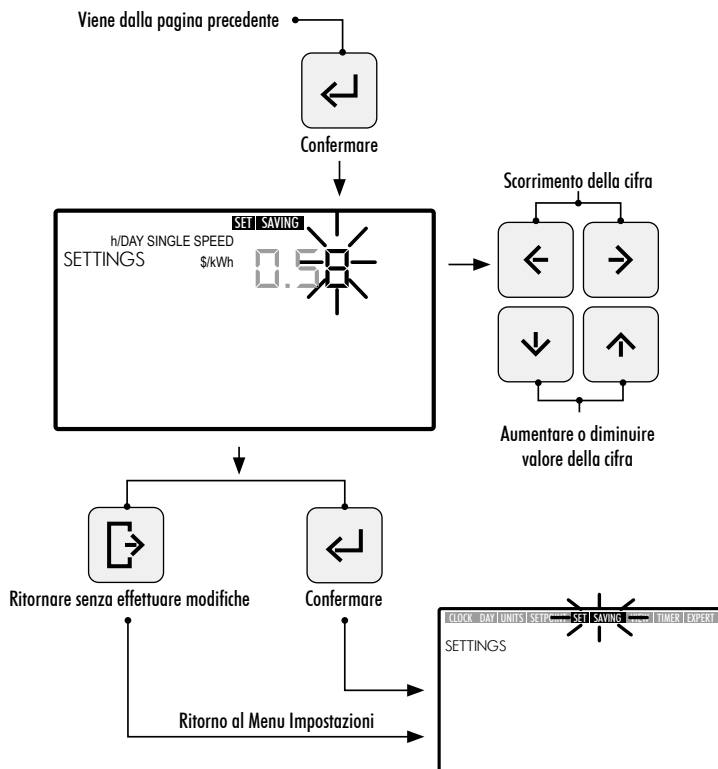 Viene dalla pagina precedente
Confermare
Scorrimento della cifra
SET SAVING
h/DAY SINGLE SPEED
SETTINGS $/kWh 0.58
Aumentare o diminuire
valore della cifra
Ritornare senza effettuare modifiche
Confermare
CLOCK DAY UNITS SET SAVING TIMER EXPERT
SETTINGS
Ritorno al Menu Impostazioni